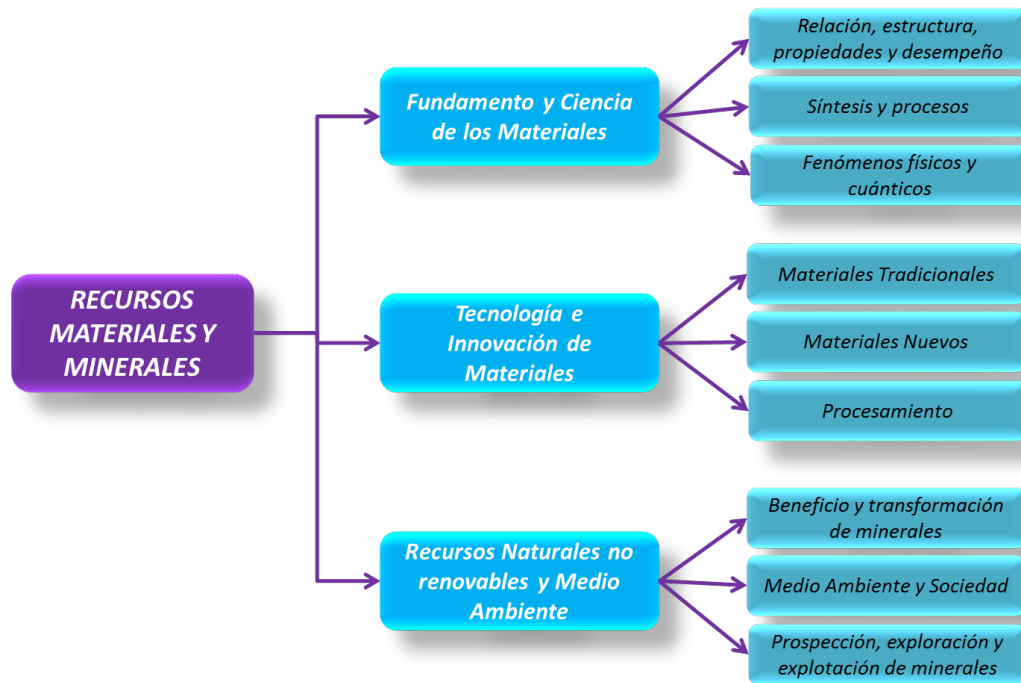 RECURSOS
MATERIALES Y
MINERALES
Fundamento y Ciencia
de los Materiales
Relación, estructura,
propiedades y desempeño
Síntesis y procesos
Fenómenos físicos y
cuánticos
Tecnología e
Innovación de
Materiales
Materiales Tradicionales
Materiales Nuevos
Procesamiento
Recursos Naturales no
renovables y Medio
Ambiente
Beneficio y transformación
de minerales
Medio Ambiente y Sociedad
Prospección, exploración y
explotación de minerales